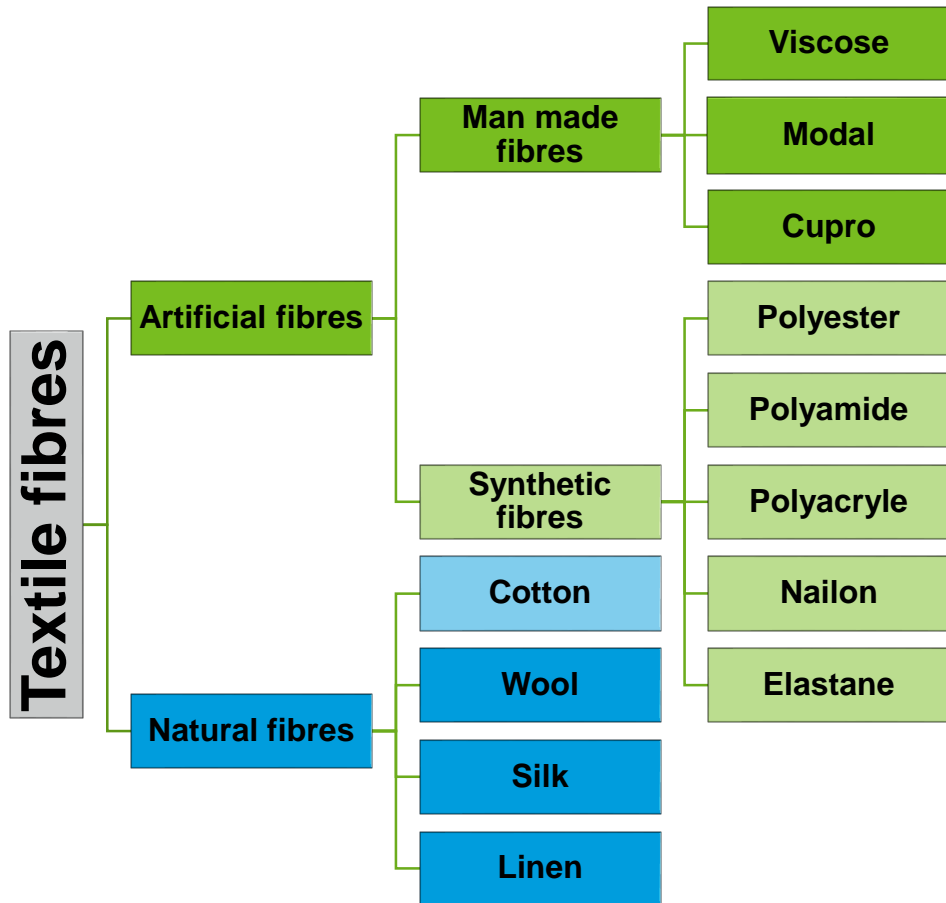 Textile fibres
Artificial fibres
Man made
fibres
Viscose
Modal
Cupro
Synthetic
fibres
Polyester
Polyamide
Polyacryle
Nailon
Elastane
Natural fibres
Cotton
Wool
Silk
Linen